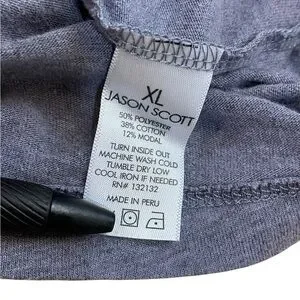 XL
JASON SCOTT
50% POLYESTER
38% COTTON
12% MODAL
TURN INSIDE OUT
MACHINE WASH COLD
TUMBLE DRY LOW
COOL IRON IF NEEDED
RN# 132132
MADE IN PERU